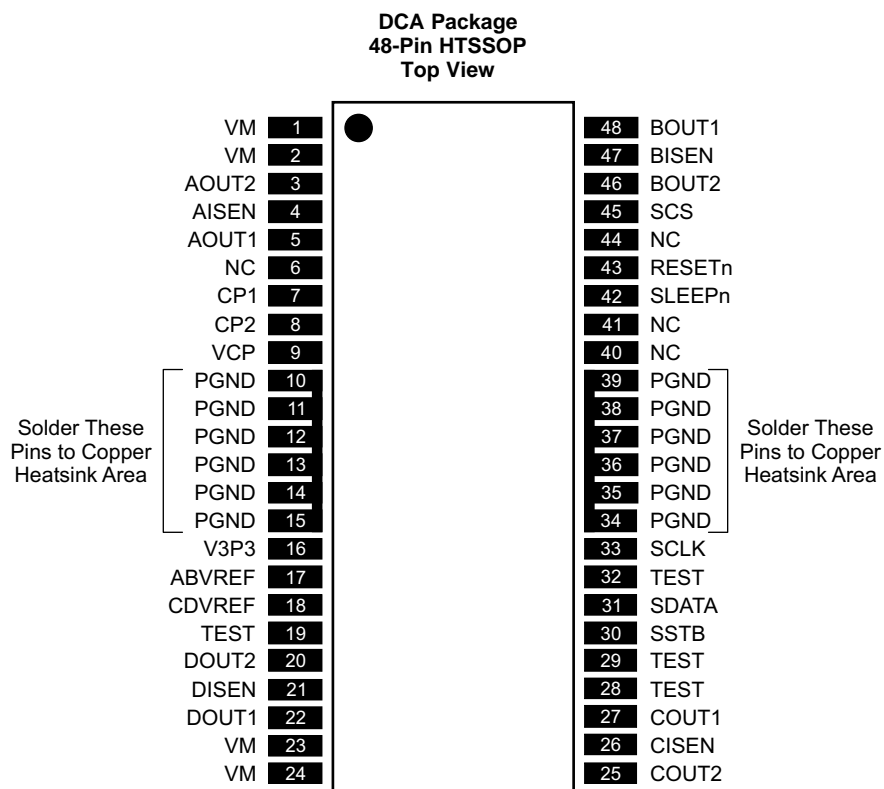 DCA Package
48-Pin HTSSOP
Top View
VM 1 48 BOUT1
VM 2 47 BISEN
AOUT2 3 46 BOUT2
AISEN 4 45 SCS
AOUT1 5 44 NC
NC 6 43 RESETn
CP1 7 42 SLEEPn
CP2 8 41 NC
VCP 9 40 NC
PGND 10 39 PGND
PGND 11 38 PGND
PGND 12 37 PGND
PGND 13 36 PGND
PGND 14 35 PGND
PGND 15 34 PGND
Solder These
Pins to Copper
Heatsink Area
Solder These
Pins to Copper
Heatsink Area
V3P3 16 33 SCLK
ABVREF 17 32 TEST
CDVREF 18 31 SDATA
TEST 19 30 SSTB
DOUT2 20 29 TEST
DISEN 21 28 TEST
DOUT1 22 27 COUT1
VM 23 26 CISEN
VM 24 25 COUT2